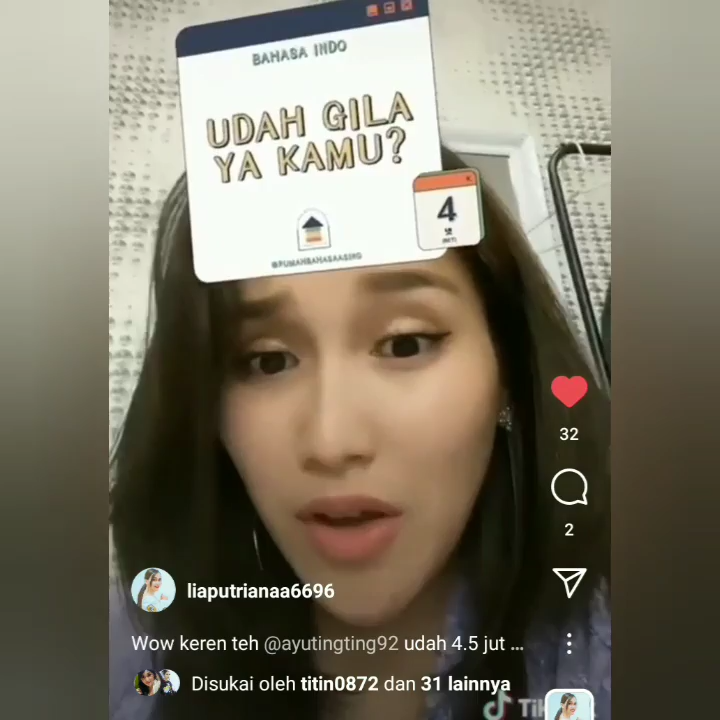 BAHASA INDO
UDAH GILA
YA KAMU?
4
@RUMAHBAHASAASING
32
2
liaputrianaa6696
Wow keren teh @ayutingting92 udah 4.5 jut ...
Disukai oleh titin0872 dan 31 lainnya